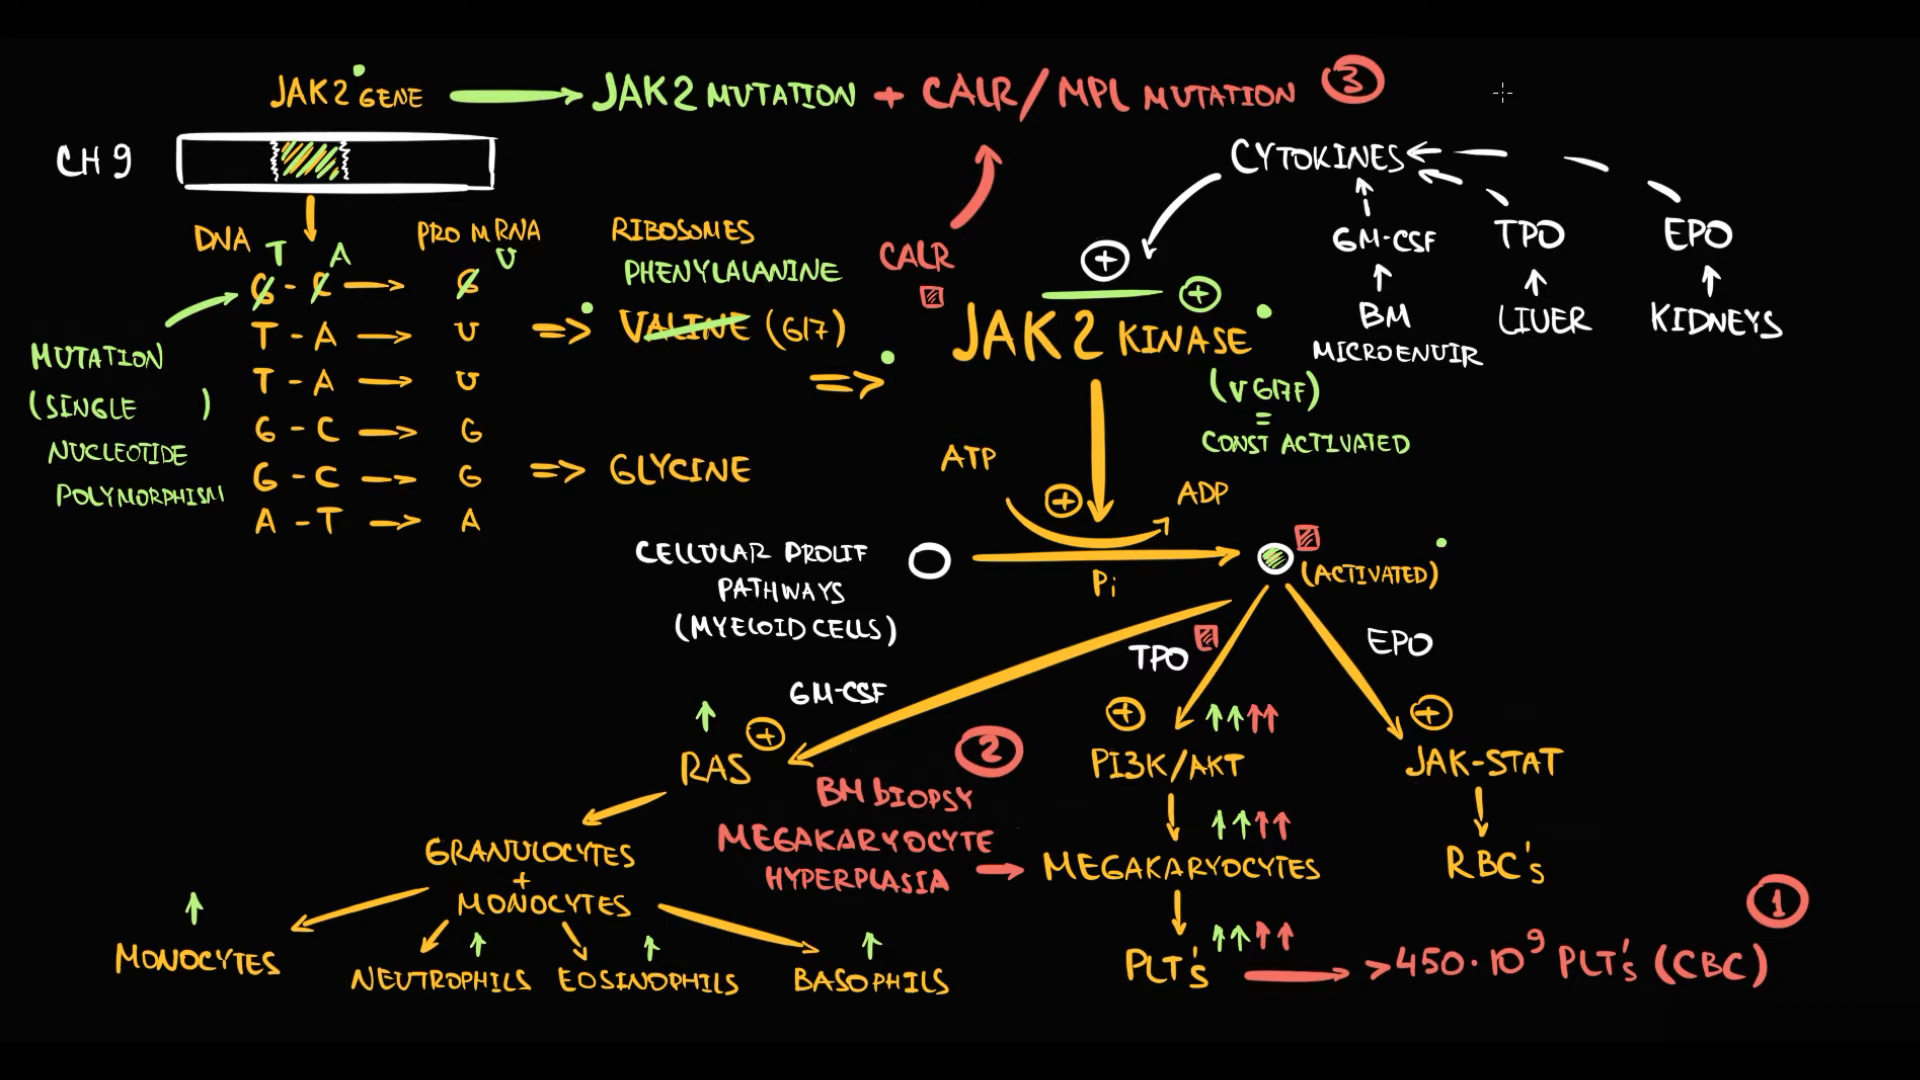 JAK2 GENE → JAK2 MUTATION + CALR/MPL MUTATION ③
CH 9
CYTOKINES
DNA
PRO MRNA
RIBOSOMES
T A
U
PHENYLALANINE
G - C → G
T - A → U => VALINE (617)
T - A → U
G - C → G
G - C → G => GLYCINE
A - T → A
MUTATION
(SINGLE )
NUCLEOTIDE
POLYMORPHISM
CALR
=> JAK2 KINASE
(V617F)
=
CONST ACTIVATED
GM-CSF
BM
MICROENVIR
TPO
LIVER
EPO
KIDNEYS
ATP
ADP
Pi
CELLULAR PROLIF
PATHWAYS
(MYELOID CELLS)
(ACTIVATED)
GM-CSF
TPO
EPO
RAS
PI3K/AKT
JAK-STAT
②
BM BIOPSY
MEGAKARYOCYTE
HYPERPLASIA
MEGAKARYOCYTES
RBC's
GRANULOCYTES
+
MONOCYTES
MONOCYTES
NEUTROPHILS
EOSINOPHILS
BASOPHILS
PLT's
①
>450·10⁹ PLT's (CBC)